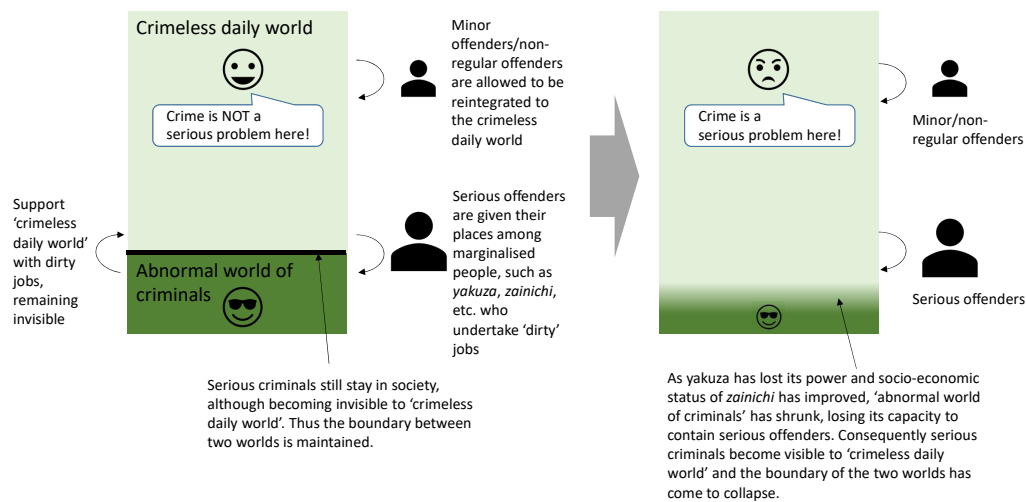 Crimeless daily world
Crime is NOT a
serious problem here!
Minor
offenders/non-
regular offenders
are allowed to be
reintegrated to
the crimeless
daily world
Support
‘crimeless
daily world’
with dirty
jobs,
remaining
invisible
Abnormal world of
criminals
Serious offenders
are given their
places among
marginalised
people, such as
yakuza, zainichi,
etc. who
undertake ‘dirty’
jobs
Serious criminals still stay in society,
although becoming invisible to ‘crimeless
daily world’. Thus the boundary between
two worlds is maintained.
Crime is a
serious problem here!
Minor/non-
regular offenders
Serious offenders
As yakuza has lost its power and socio-economic
status of zainichi has improved, ‘abnormal world
of criminals’ has shrunk, losing its capacity to
contain serious offenders. Consequently serious
criminals become visible to ‘crimeless daily
world’ and the boundary of the two worlds has
come to collapse.